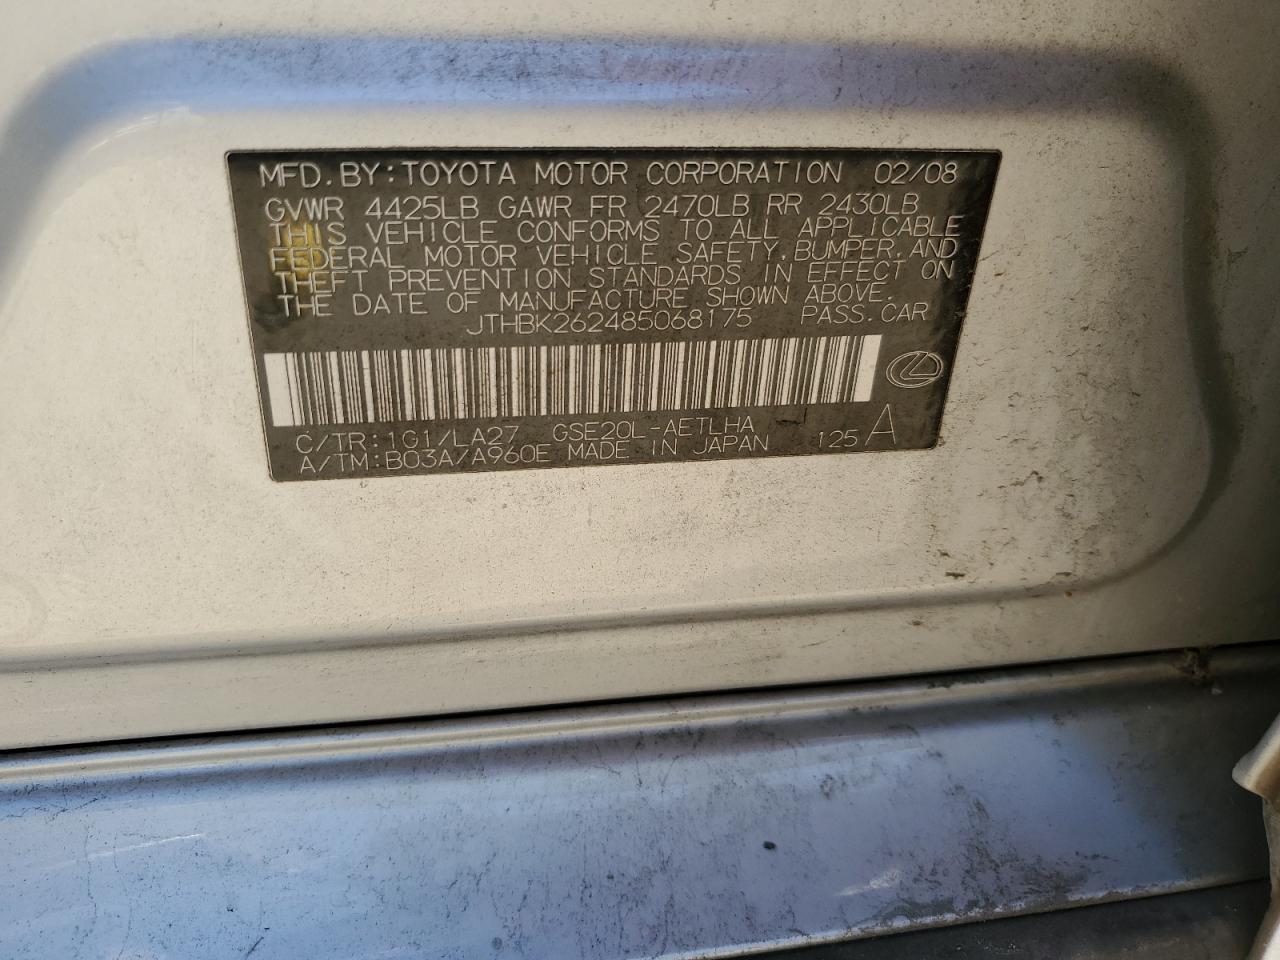 MFD. BY: TOYOTA MOTOR CORPORATION 02/08
GVWR 4425LB GAWR FR 2470LB RR 2430LB
THIS VEHICLE CONFORMS TO ALL APPLICABLE
FEDERAL MOTOR VEHICLE SAFETY, BUMPER, AND
THEFT PREVENTION STANDARDS IN EFFECT ON
THE DATE OF MANUFACTURE SHOWN ABOVE.
JTHBK262485068175 PASS. CAR
C/TR: 1G1/LA27 GSE20L-AETLHA
A/TM: B03A/A960E MADE IN JAPAN 125 A